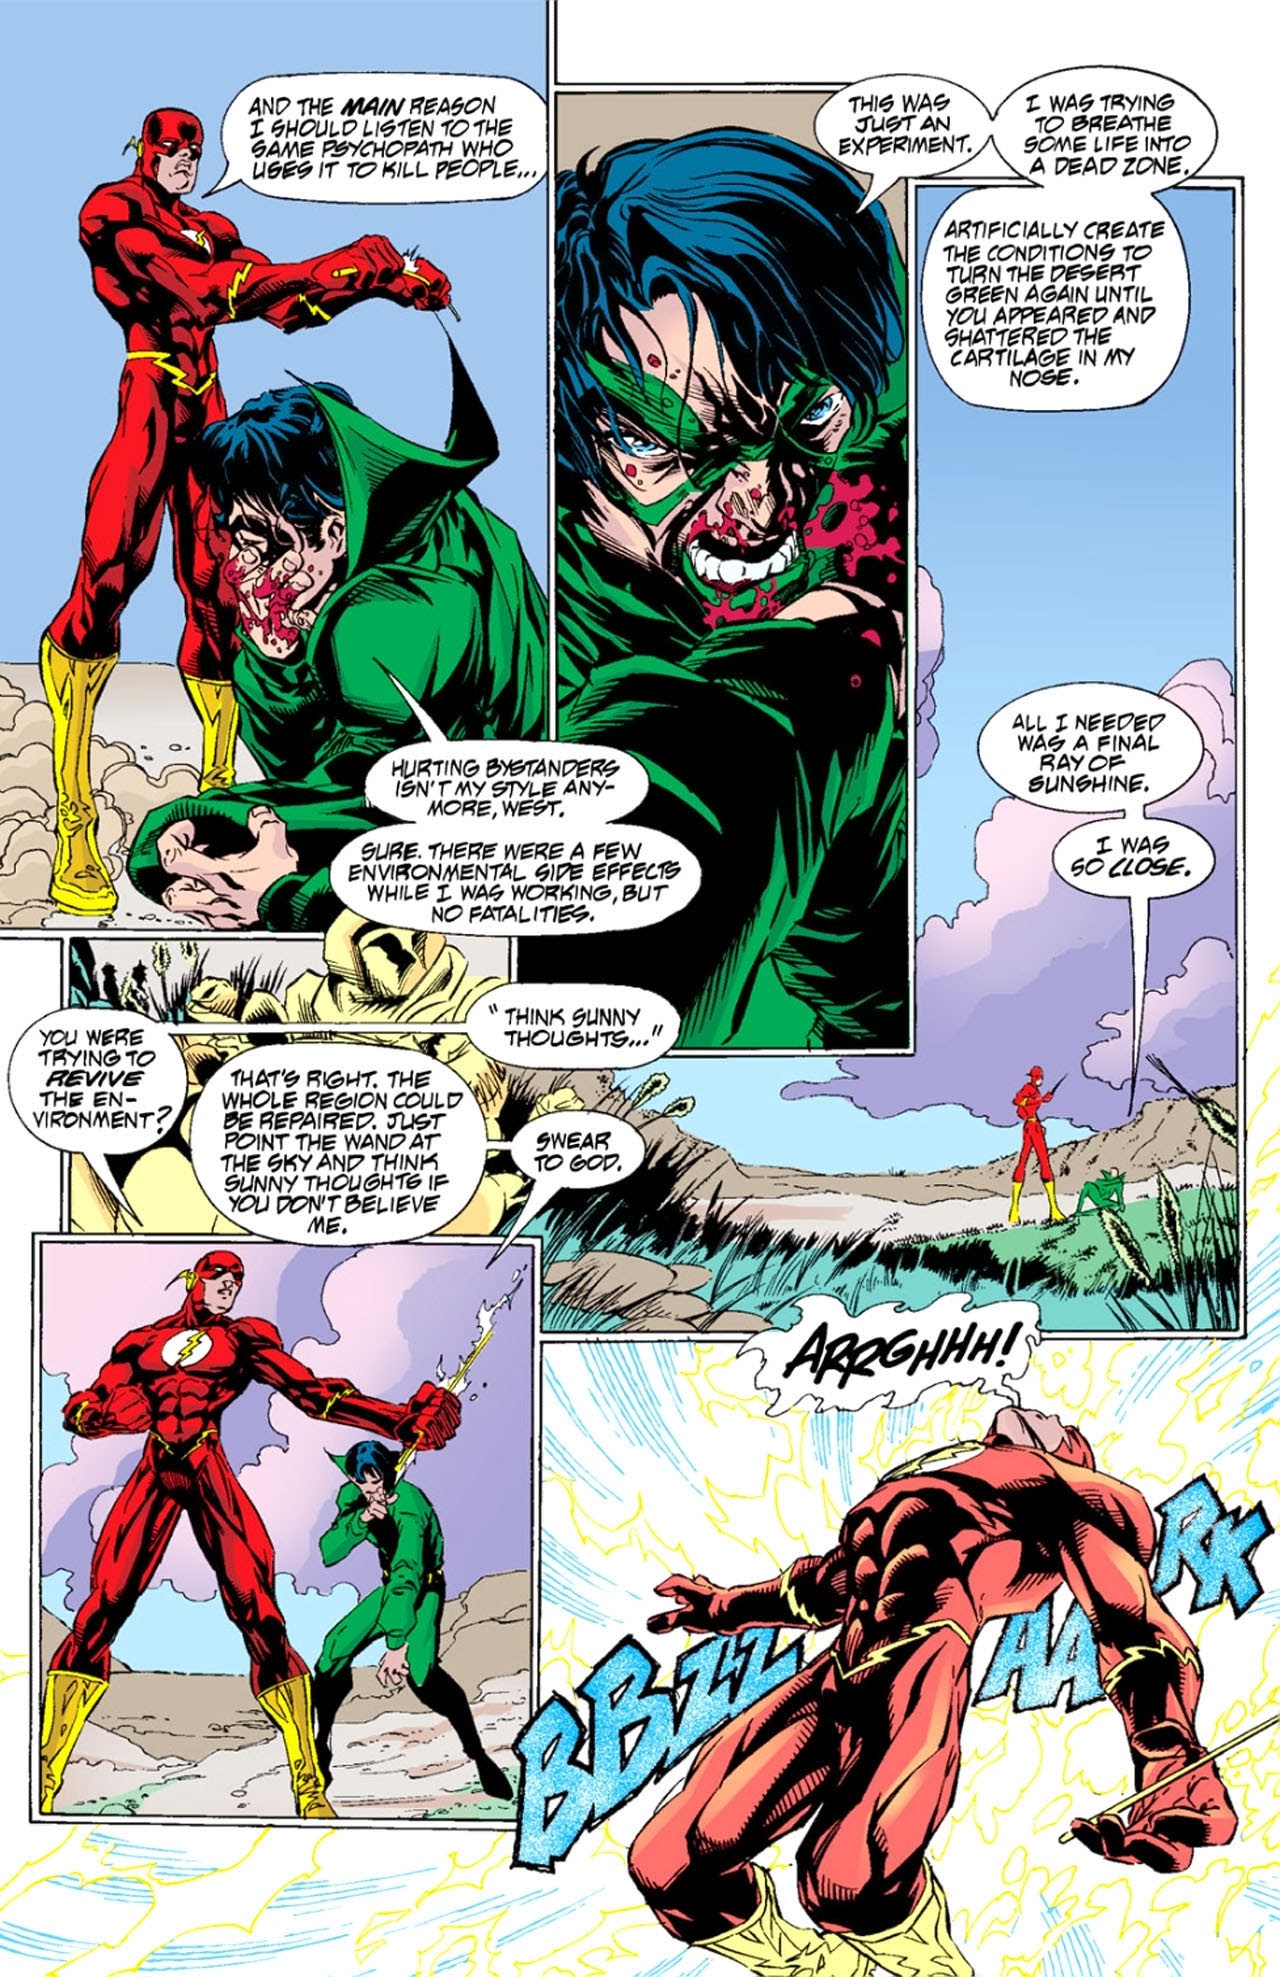 AND THE MAIN REASON
I SHOULD LISTEN TO THE
SAME PSYCHOPATH WHO
USES IT TO KILL PEOPLE...
HURTING BYSTANDERS
ISN'T MY STYLE ANY-
MORE, WEST.
SURE. THERE WERE A FEW
ENVIRONMENTAL SIDE EFFECTS
WHILE I WAS WORKING, BUT
NO FATALITIES.
THIS WAS
JUST AN
EXPERIMENT.
I WAS TRYING
TO BREATHE
SOME LIFE INTO
A DEAD ZONE.
ARTIFICIALLY CREATE
THE CONDITIONS TO
TURN THE DESERT
GREEN AGAIN UNTIL
YOU APPEARED AND
SHATTERED THE
CARTILAGE IN MY
NOSE.
ALL I NEEDED
WAS A FINAL
RAY OF
SUNSHINE.
I WAS
SO CLOSE.
YOU WERE
TRYING TO
REVIVE
THE EN-
VIRONMENT?
THAT'S RIGHT. THE
WHOLE REGION COULD
BE REPAIRED. JUST
POINT THE WAND AT
THE SKY AND THINK
SUNNY THOUGHTS IF
YOU DON'T BELIEVE
ME.
"THINK SUNNY
THOUGHTS..."
SWEAR
TO GOD.
ARRGHHH!
BBZZZ
AAA
RKK